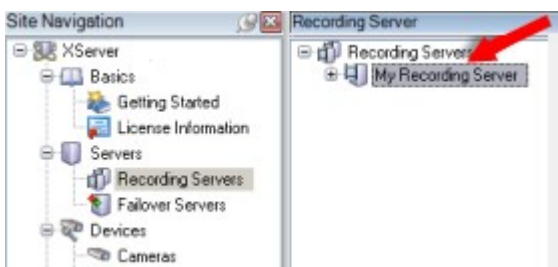 Site Navigation
XServer
Basics
Getting Started
License Information
Servers
Recording Servers
Failover Servers
Devices
Cameras
Recording Server
Recording Servers
My Recording Server